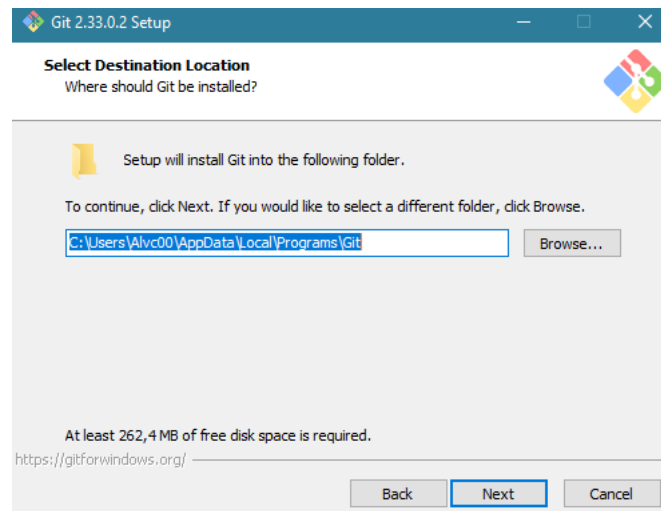 Git 2.33.0.2 Setup
Select Destination Location
Where should Git be installed?
Setup will install Git into the following folder.
To continue, click Next. If you would like to select a different folder, click Browse.
C:\Users\Alvc00\AppData\Local\Programs\Git
Browse...
At least 262,4 MB of free disk space is required.
https://gitforwindows.org/
Back
Next
Cancel